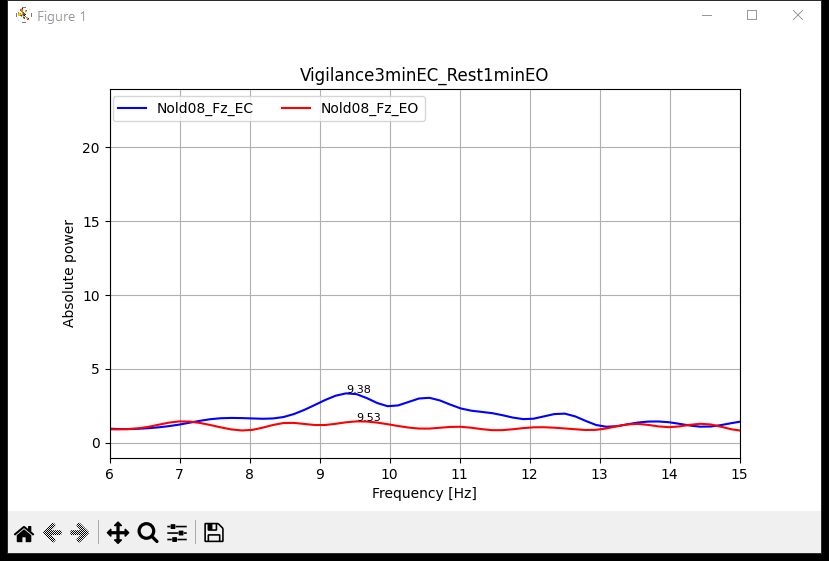 Figure 1
Vigilance3minEC_Rest1minEO
Nold08_Fz_EC
Nold08_Fz_EO
20
15
10
5
0
Absolute power
9.38
9.53
6 7 8 9 10 11 12 13 14 15
Frequency [Hz]